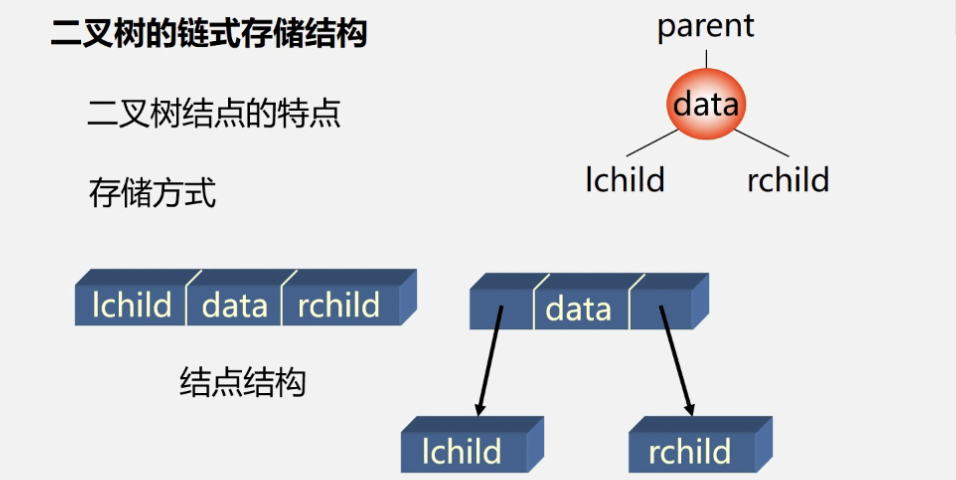 二叉树的链式存储结构
二叉树结点的特点
存储方式
parent
data
lchild rchild
lchild data rchild
结点结构
data
lchild rchild